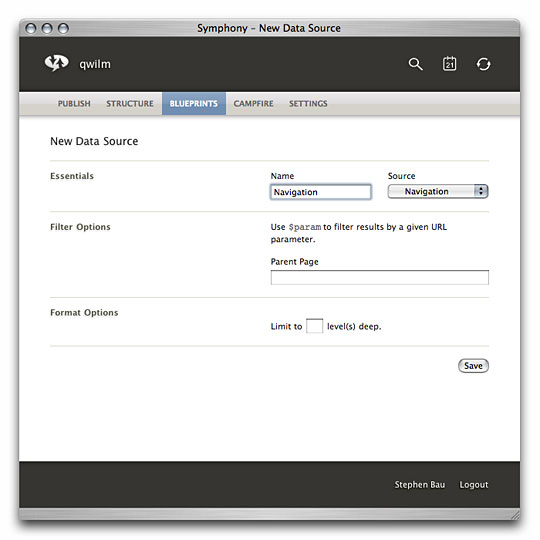 Symphony – New Data Source
qwilm
21
PUBLISH STRUCTURE BLUEPRINTS CAMPFIRE SETTINGS
New Data Source
Essentials
Name
Source
Navigation
Navigation
Filter Options
Use $param to filter results by a given URL
parameter.
Parent Page
Format Options
Limit to level(s) deep.
Save
Stephen Bau Logout